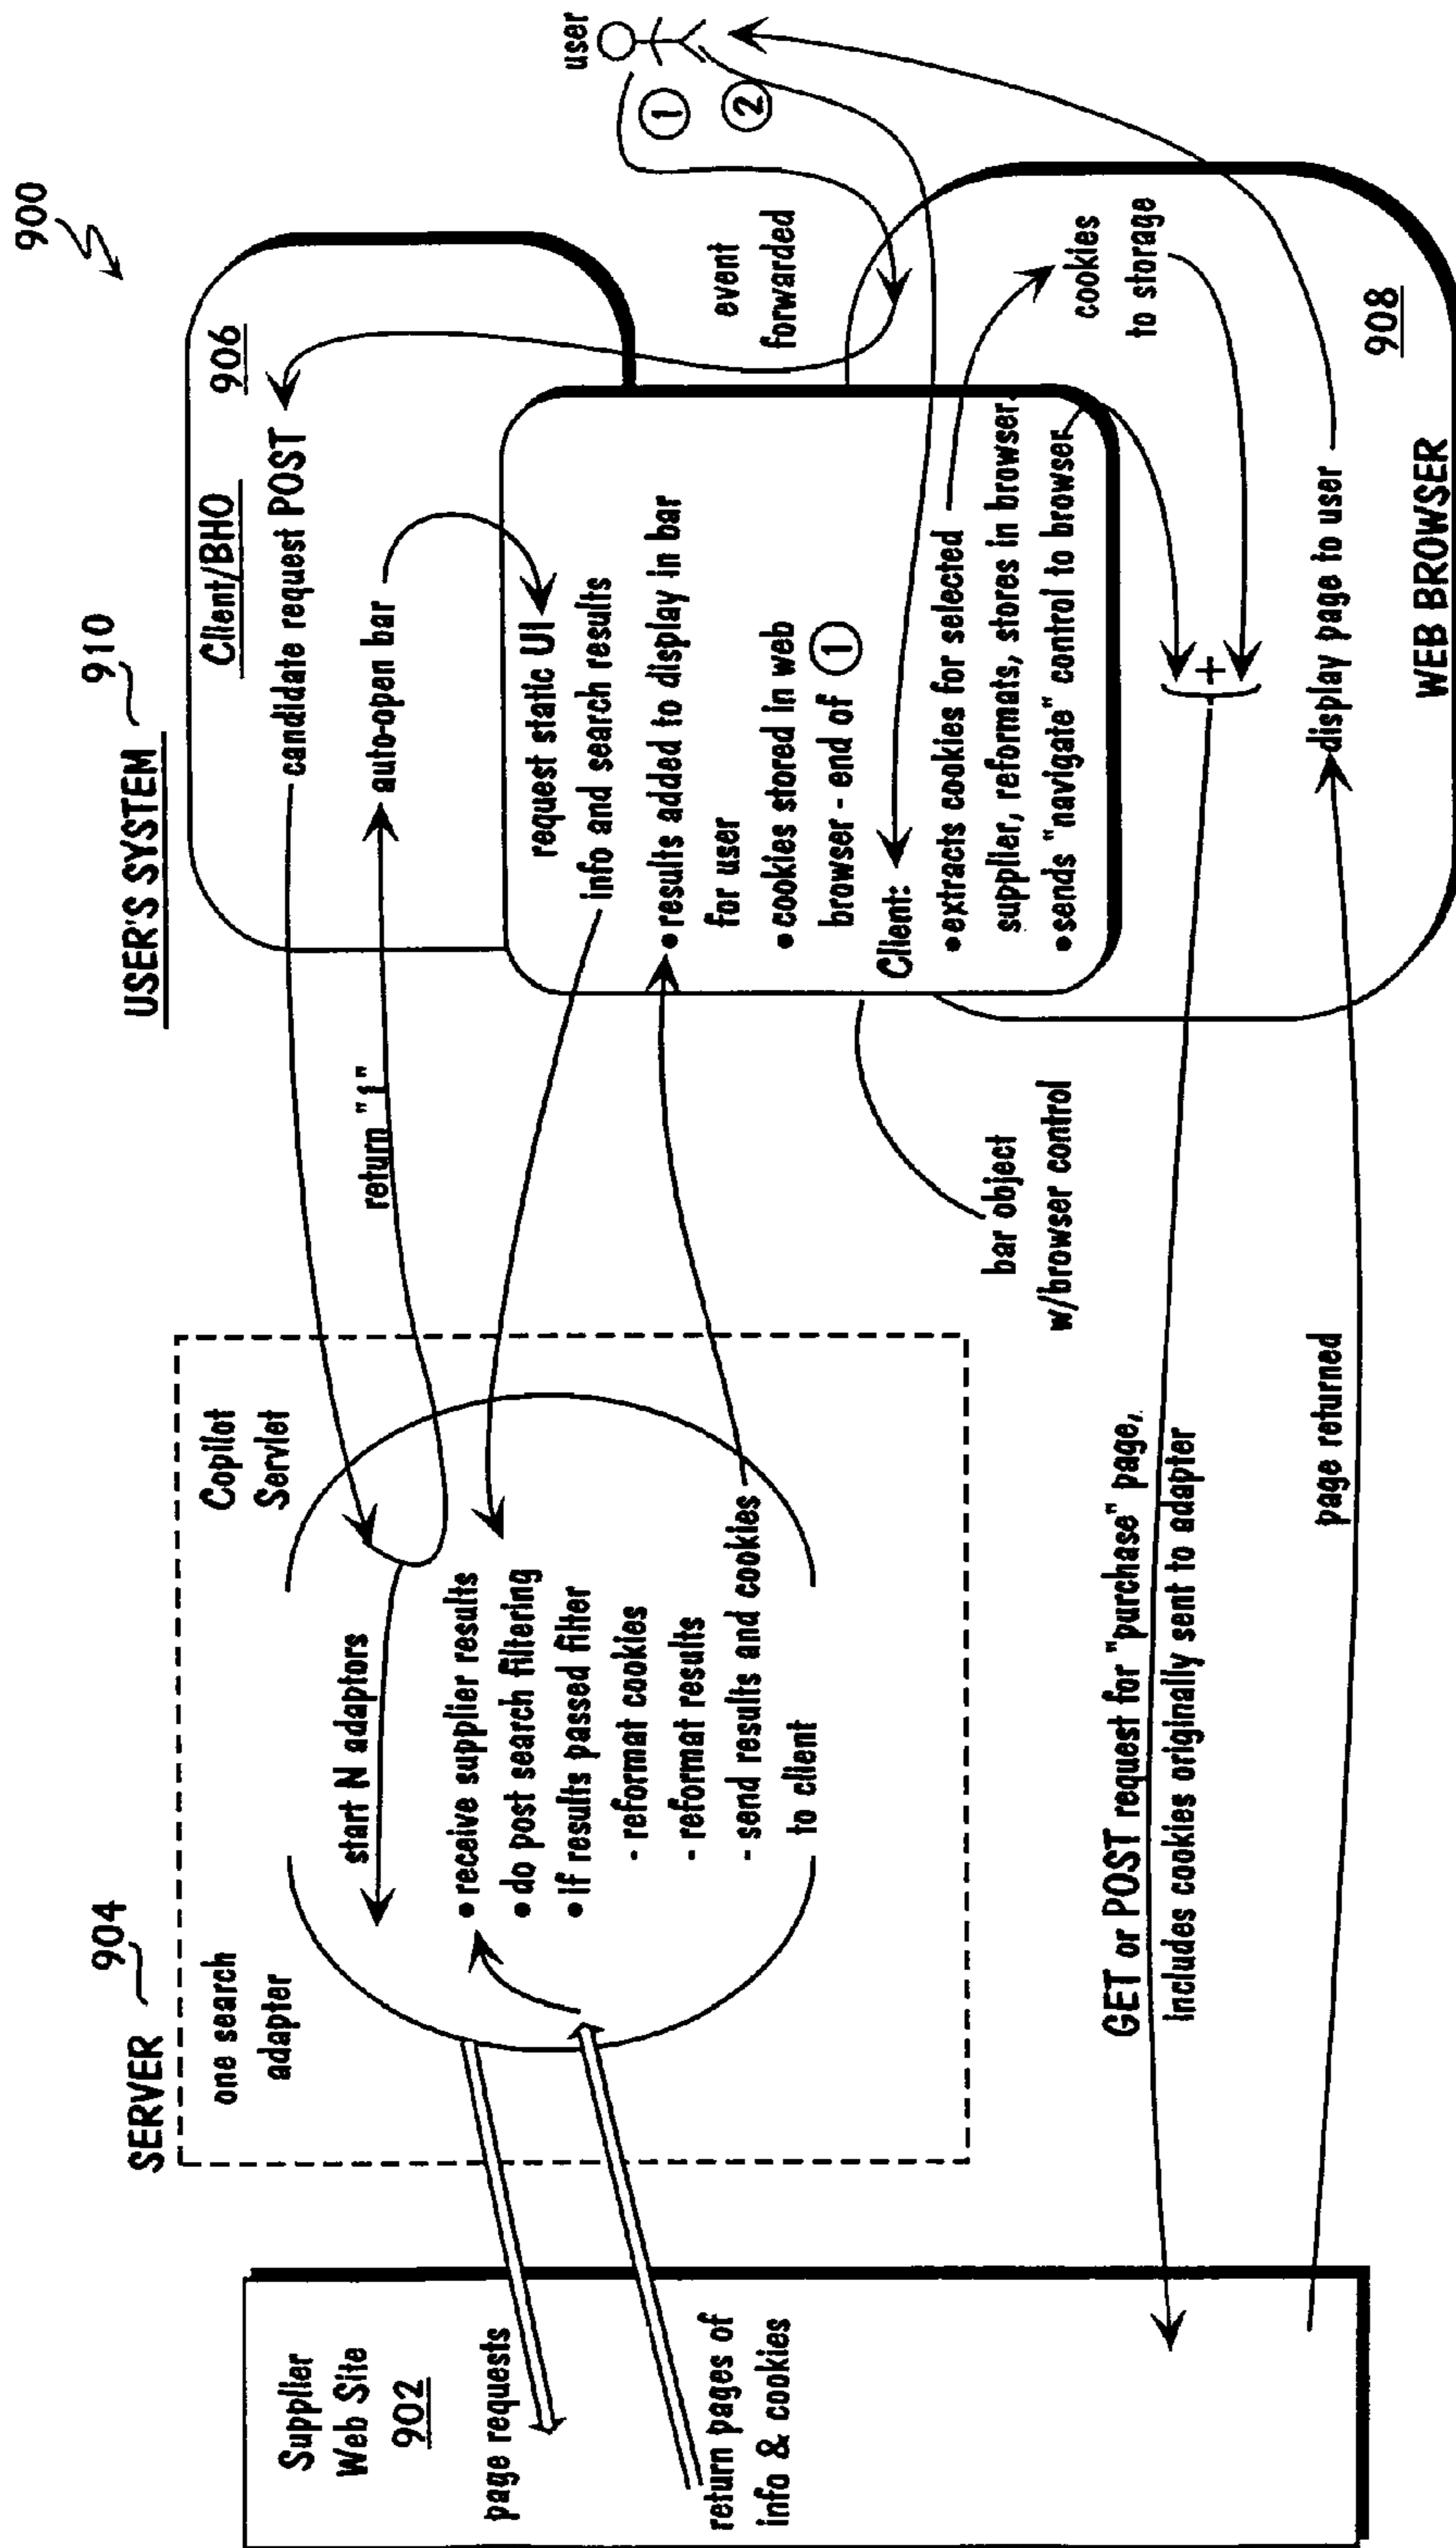 900
SERVER 904
USER'S SYSTEM 910
Supplier
Web Site
902
page requests
return pages of
info & cookies
one search
adapter
Copilot
Servlet
start N adaptors
• receive supplier results
• do post search filtering
• if results passed filter
- reformat cookies
- reformat results
- send results and cookies
to client
return "1"
Client/BHO 906
candidate request POST
auto-open bar
request static UI
info and search results
• results added to display in bar
for user
• cookies stored in web
browser - end of 1
Client:
• extracts cookies for selected
supplier, reformats, stores in browser.
• sends "navigate" control to browser
bar object
w/browser control
event
forwarded
user
1
2
cookies
to storage
+
908
GET or POST request for "purchase" page,
includes cookies originally sent to adapter
page returned
display page to user
WEB BROWSER